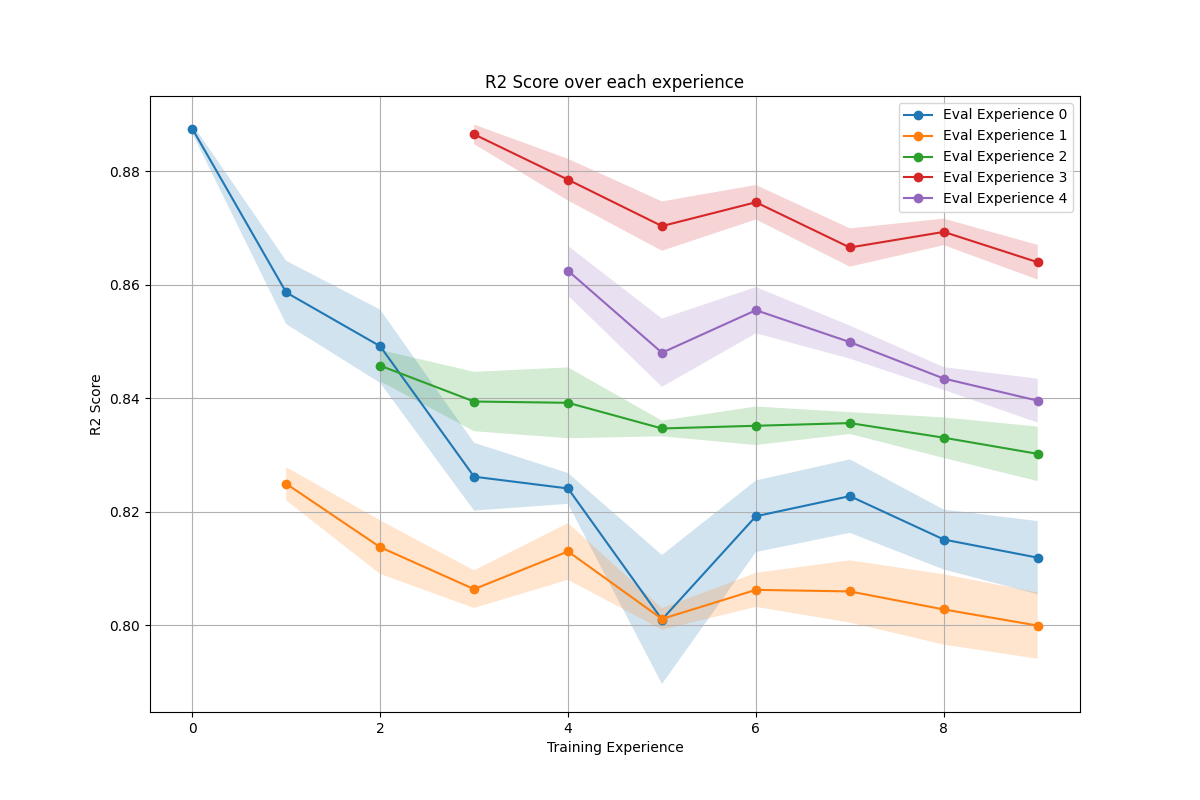 R2 Score over each experience
Eval Experience 0
Eval Experience 1
Eval Experience 2
Eval Experience 3
Eval Experience 4
R2 Score
0.88
0.86
0.84
0.82
0.80
0 2 4 6 8
Training Experience